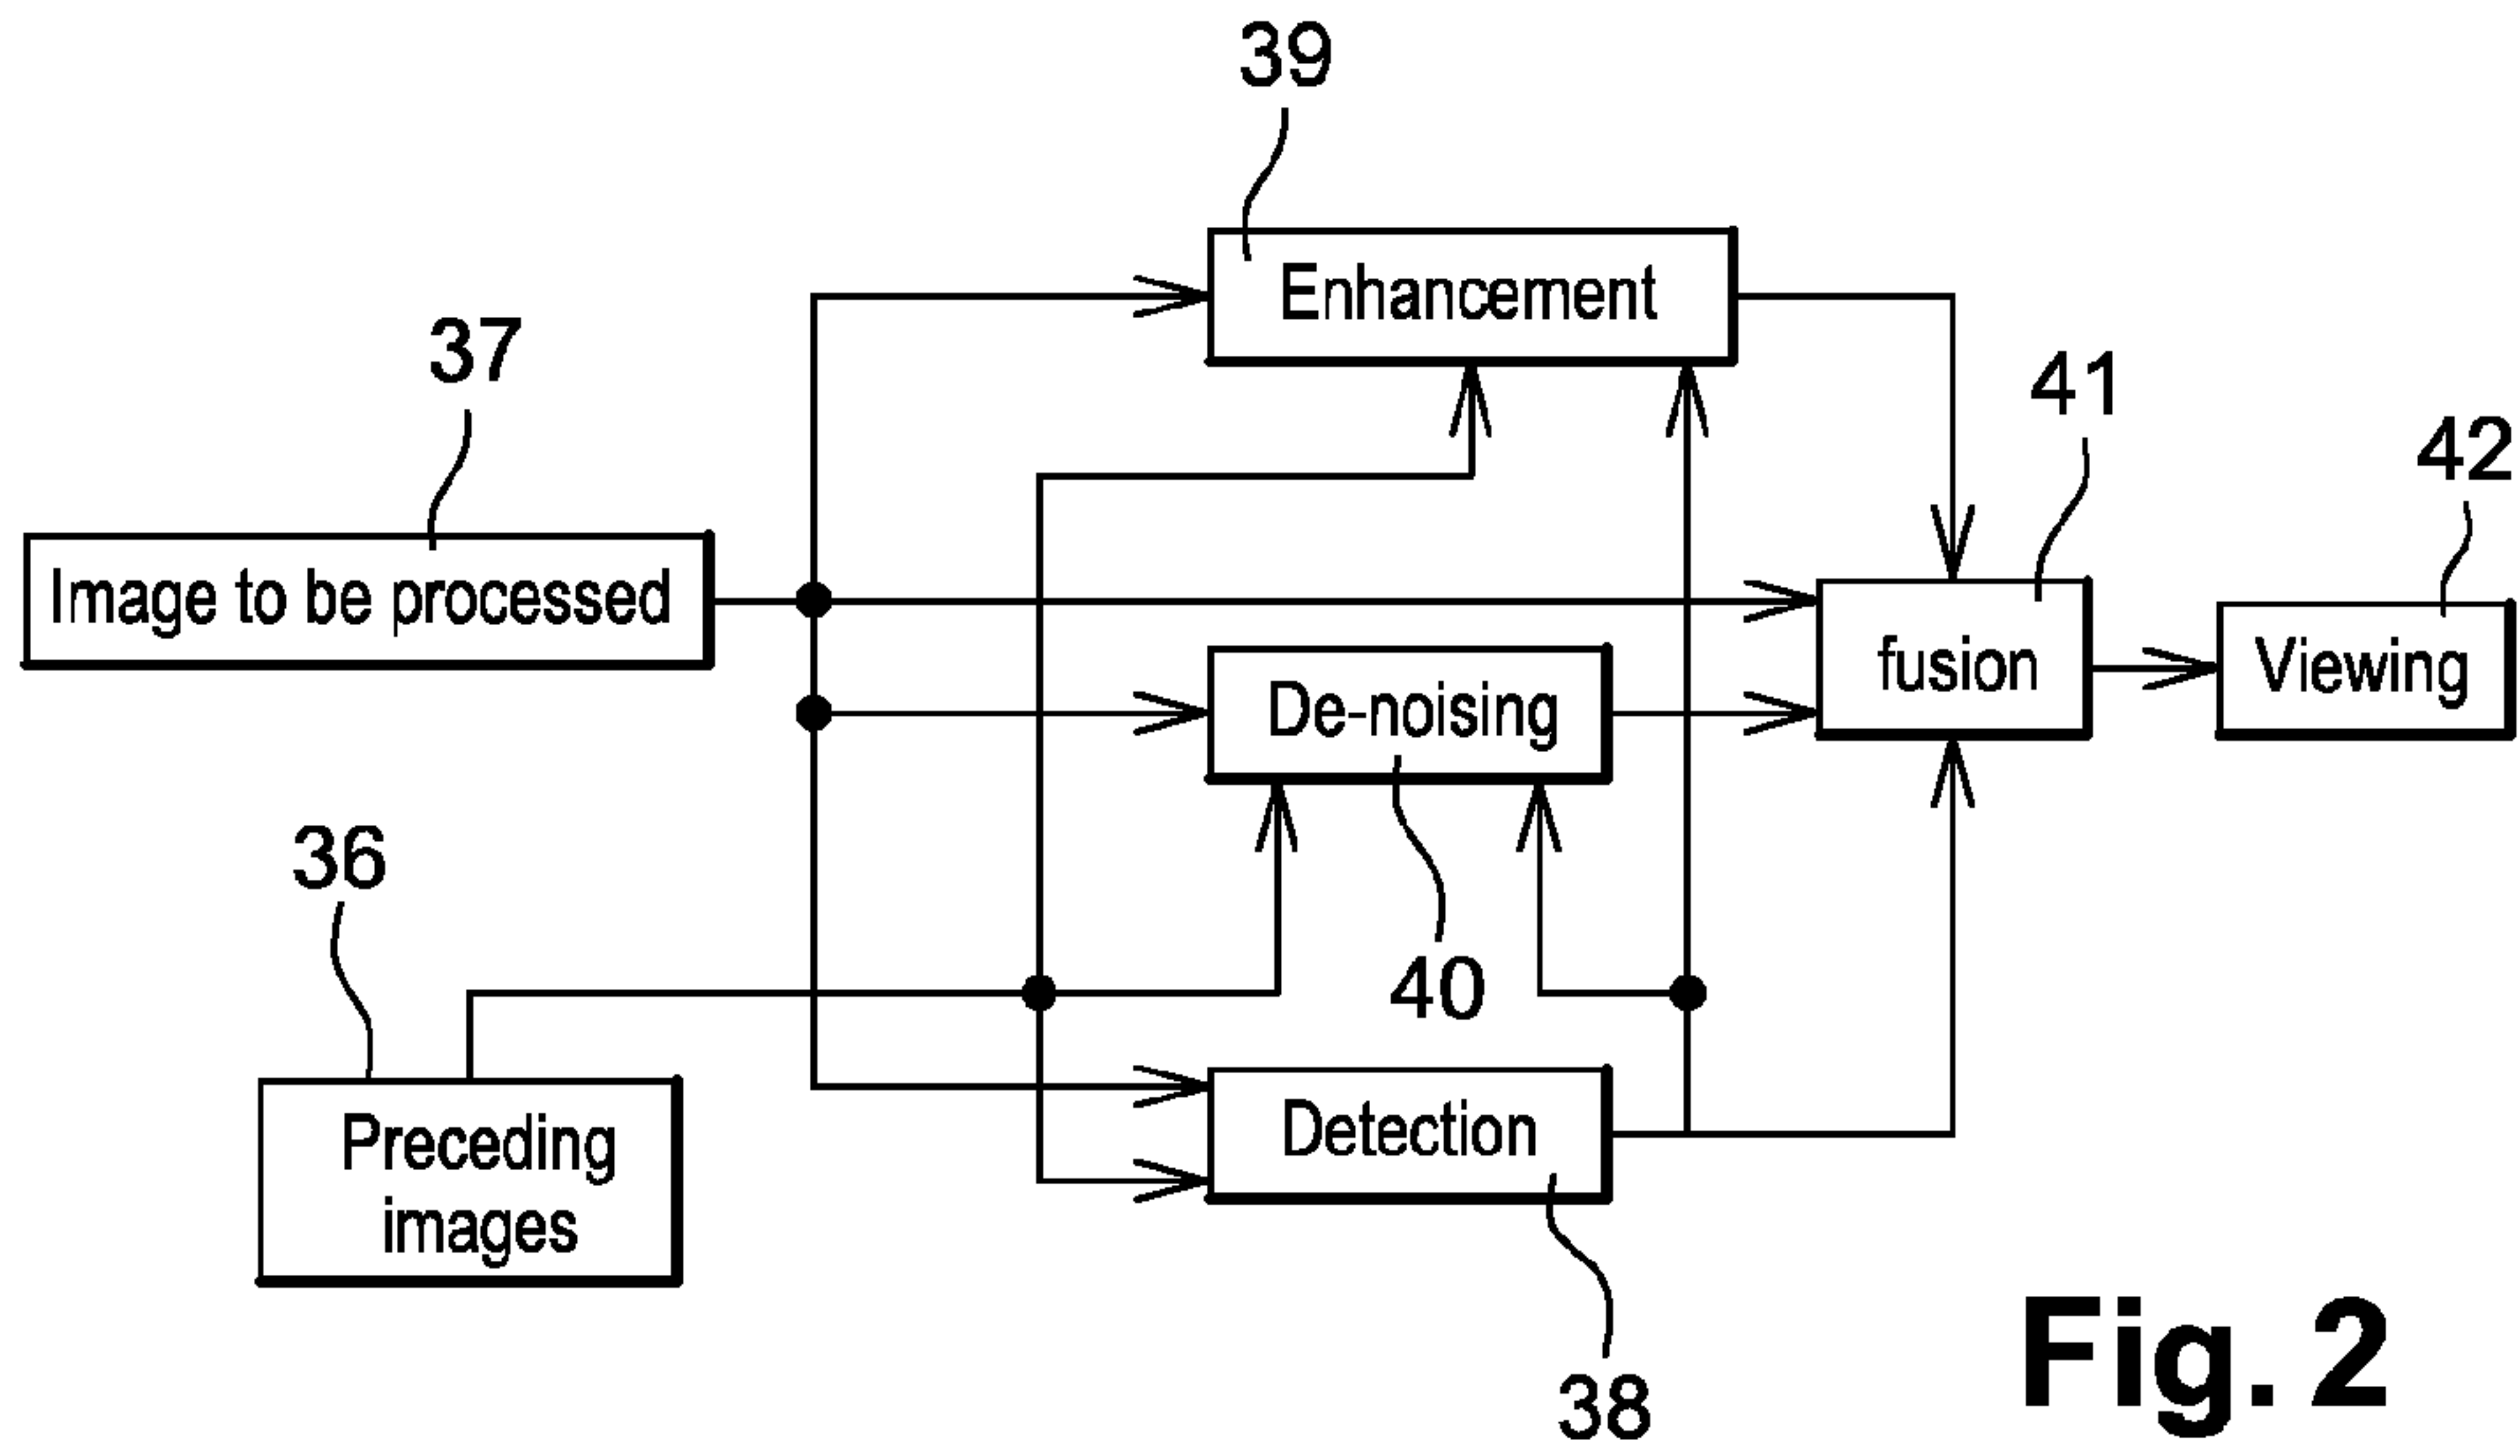 39
Enhancement
37
41
42
Image to be processed
fusion
Viewing
De-noising
36
40
Preceding
images
Detection
38
Fig. 2